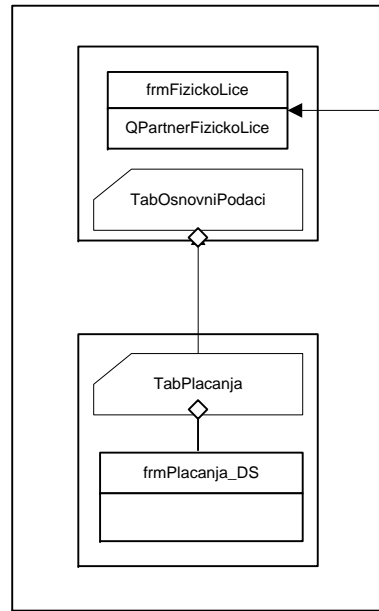 frmFizickoLice
QPartnerFizickoLice
TabOsnovniPodaci
TabPlacanja
frmPlacanja_DS